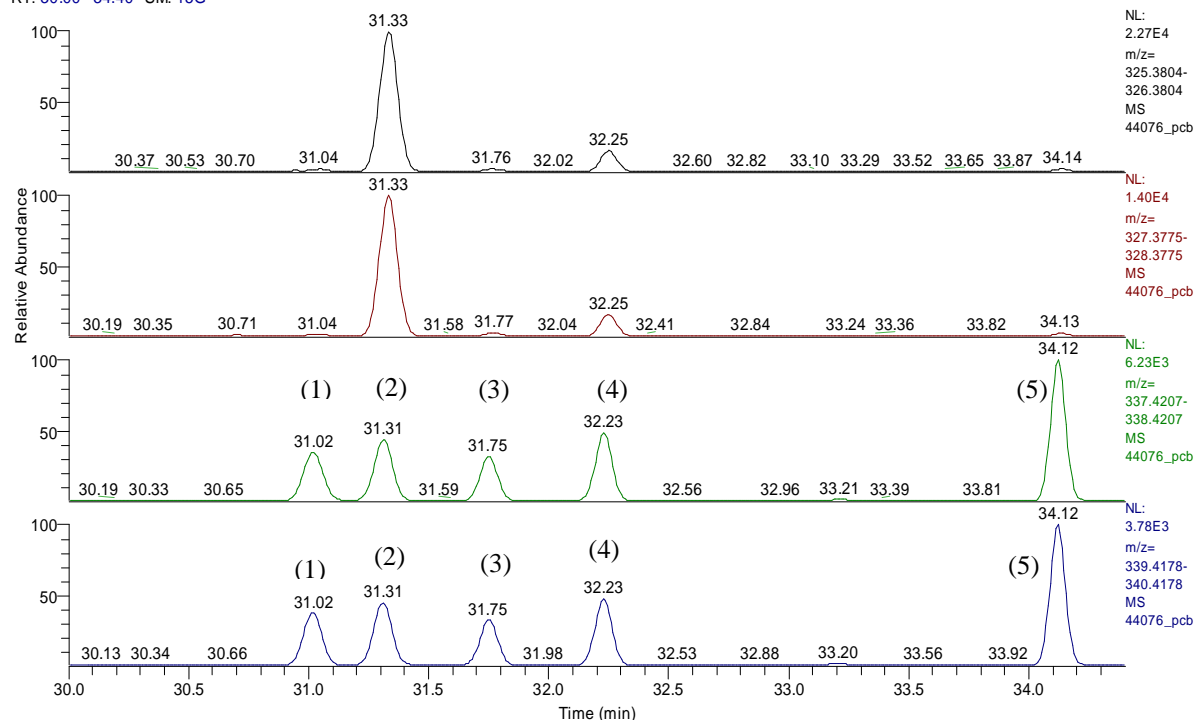 RT: 30.00 - 34.40 SM: 15G
NL:
2.27E4
m/z=
325.3804-
326.3804
MS
44076_pcb
100
50
31.33
30.37 30.53 30.70 31.04 31.76 32.02 32.25 32.60 32.82 33.10 33.29 33.52 33.65 33.87 34.14
NL:
1.40E4
m/z=
327.3775-
328.3775
MS
44076_pcb
100
50
31.33
30.19 30.35 30.71 31.04 31.58 31.77 32.04 32.25 32.41 32.84 33.24 33.36 33.82 34.13
Relative Abundance
NL:
6.23E3
m/z=
337.4207-
338.4207
MS
44076_pcb
100
50
(1) (2) (3) (4) (5)
34.12
31.02 31.31 31.75 32.23
30.19 30.33 30.65 31.59 32.56 32.96 33.21 33.39 33.81
NL:
3.78E3
m/z=
339.4178-
340.4178
MS
44076_pcb
100
50
(1) (2) (3) (4) (5)
34.12
31.02 31.31 31.75 32.23
30.13 30.34 30.66 31.98 32.53 32.88 33.20 33.56 33.92
30.0 30.5 31.0 31.5 32.0 32.5 33.0 33.5 34.0
Time (min)